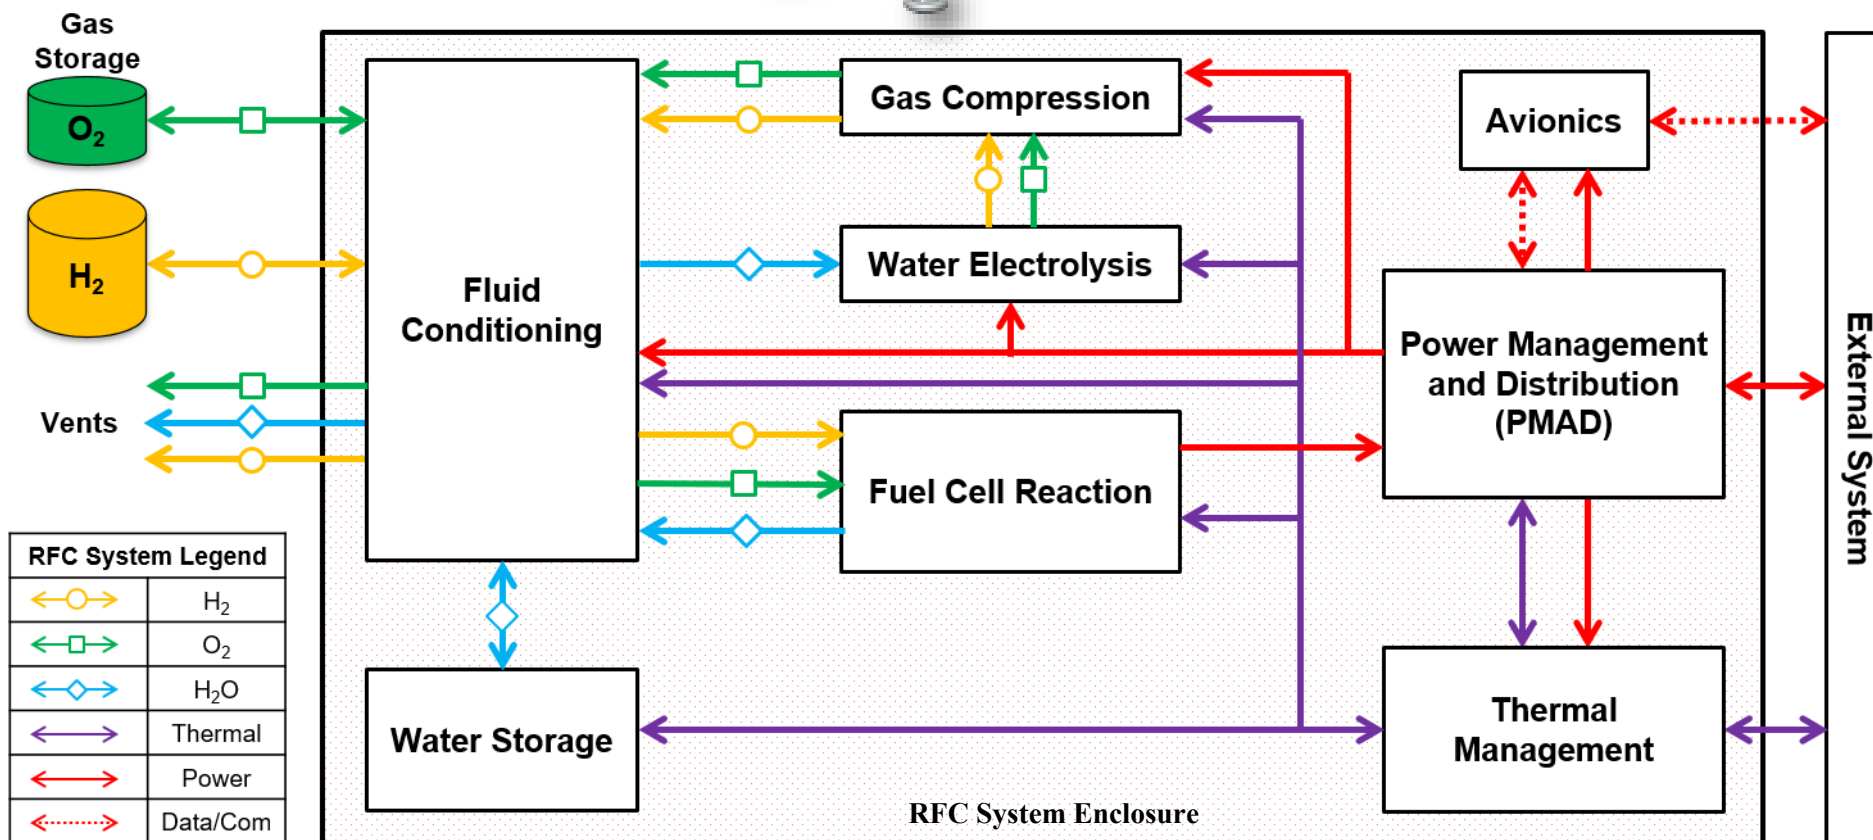 Gas
Storage
O₂
H₂
Vents
Fluid
Conditioning
Gas Compression
Water Electrolysis
Fuel Cell Reaction
Water Storage
Avionics
Power Management
and Distribution
(PMAD)
Thermal
Management
External System
RFC System Enclosure
RFC System Legend
H₂
O₂
H₂O
Thermal
Power
Data/Com